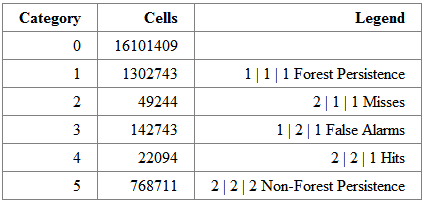 Category Cells Legend
0 16101409
1 1302743 1 | 1 | 1 Forest Persistence
2 49244 2 | 1 | 1 Misses
3 142743 1 | 2 | 1 False Alarms
4 22094 2 | 2 | 1 Hits
5 768711 2 | 2 | 2 Non-Forest Persistence